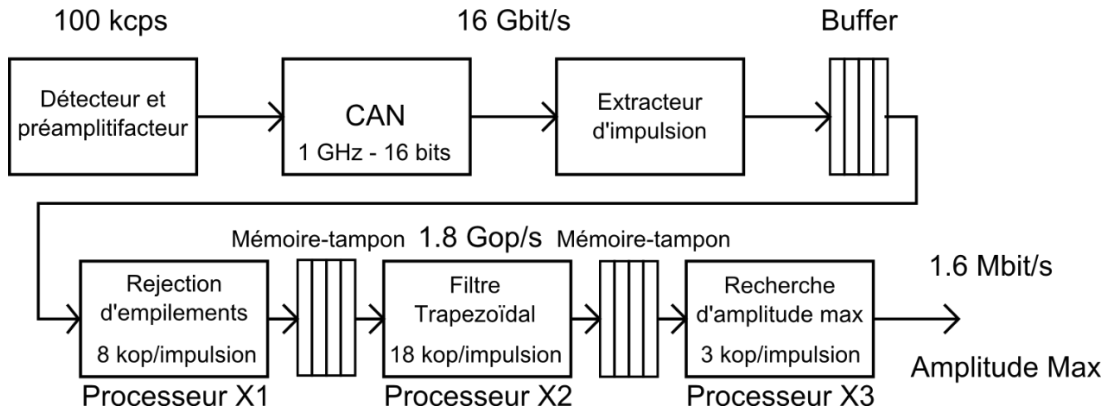 100 kcps
16 Gbit/s
Buffer
Détecteur et
préamplitifacteur
CAN
1 GHz - 16 bits
Extracteur
d'impulsion
Mémoire-tampon
1.8 Gop/s
Mémoire-tampon
1.6 Mbit/s
Rejection
d'empilements
8 kop/impulsion
Filtre
Trapezoïdal
18 kop/impulsion
Recherche
d'amplitude max
3 kop/impulsion
Amplitude Max
Processeur X1
Processeur X2
Processeur X3